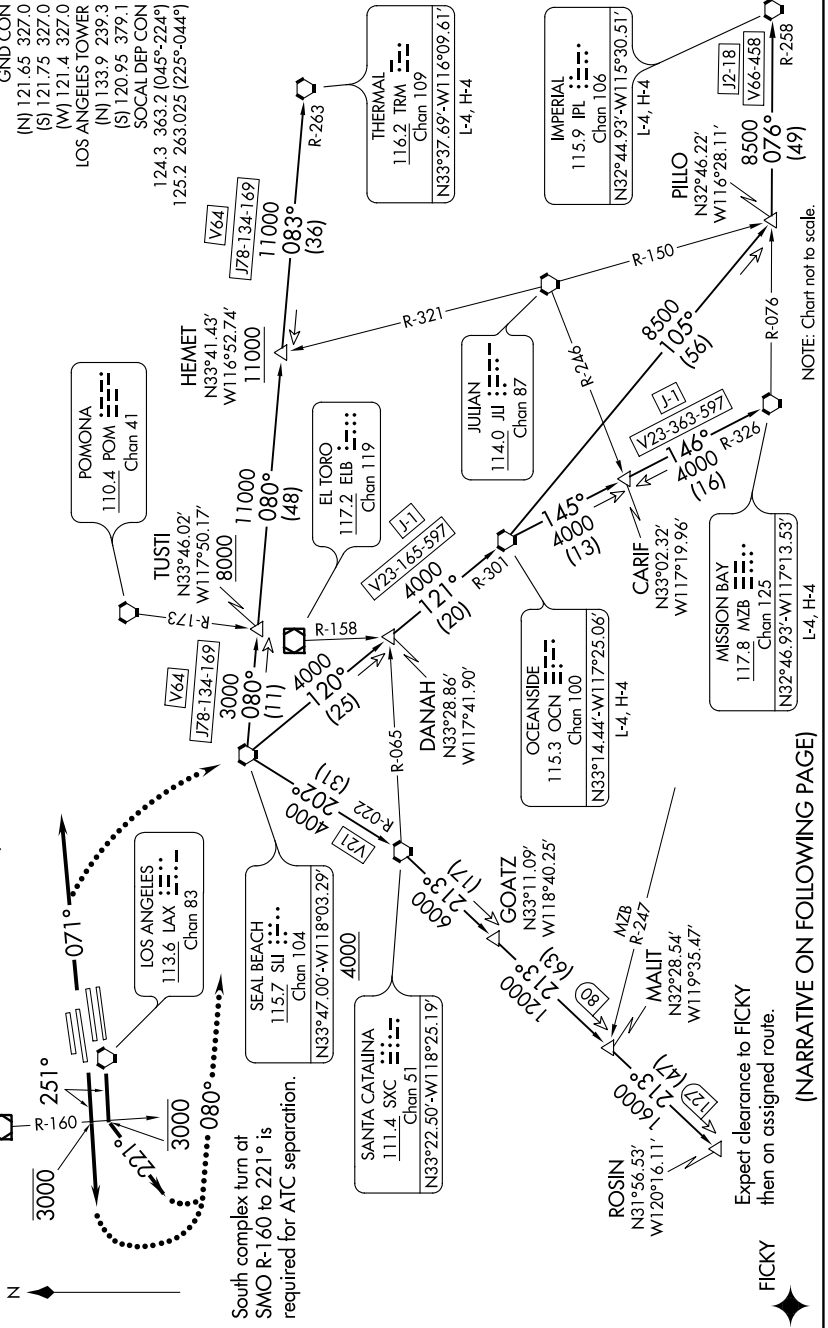 GND CON
(N) 121.65 327.0
(S) 121.75 327.0
(W) 121.4 327.0
LOS ANGELES TOWER
(N) 133.9 239.3
(S) 120.95 379.1
SOCAL DEP CON
124.3 363.2 (045°-224°)
125.2 263.025 (225°-044°)
N
R-160
3000
3000
251°
071°
221°
080°
LOS ANGELES
113.6 LAX
Chan 83
South complex turn at
SMO R-160 to 221° is
required for ATC separation.
SEAL BEACH
115.7 SLI
Chan 104
N33°47.00'-W118°03.29'
4000
POMONA
110.4 POM
Chan 41
R-173
TUSTI
N33°46.02'
W117°50.17'
8000
V64
J78-134-169
3000
080°
(11)
11000
080°
(48)
HEMET
N33°41.43'
W116°52.74'
11000
V64
J78-134-169
11000
083°
(36)
R-263
THERMAL
116.2 TRM
Chan 109
N33°37.69'-W116°09.61'
L-4, H-4
EL TORO
117.2 ELB
Chan 119
R-158
4000
120°
(25)
DANAH
N33°28.86'
W117°41.90'
R-065
J-1
V23-165-597
4000
121°
(20)
R-301
OCEANSIDE
115.3 OCN
Chan 100
N33°14.44'-W117°25.06'
L-4, H-4
JULIAN
114.0 JLI
Chan 87
R-321
R-246
R-150
145°
4000
(13)
CARIF
N33°02.32'
W117°19.96'
J-1
V23-363-597
146°
4000
(16)
R-326
MISSION BAY
117.8 MZB
Chan 125
N32°46.93'-W117°13.53'
L-4, H-4
8500
105°
(56)
R-076
PILLO
N32°46.22'
W116°28.11'
J2-18
V66-458
8500
076°
(49)
R-258
IMPERIAL
115.9 IPL
Chan 106
N32°44.93'-W115°30.51'
L-4, H-4
4000
202°
(31)
V21
R-022
SANTA CATALINA
111.4 SXC
Chan 51
N33°22.50'-W118°25.19'
6000
213°
(17)
GOATZ
N33°11.09'
W118°40.25'
12000
213°
(63)
80
MZB
R-247
MALIT
N32°28.54'
W119°35.47'
16000
213°
(47)
127
ROSIN
N31°56.53'
W120°16.11'
FICKY
Expect clearance to FICKY
then on assigned route.
NOTE: Chart not to scale.
(NARRATIVE ON FOLLOWING PAGE)